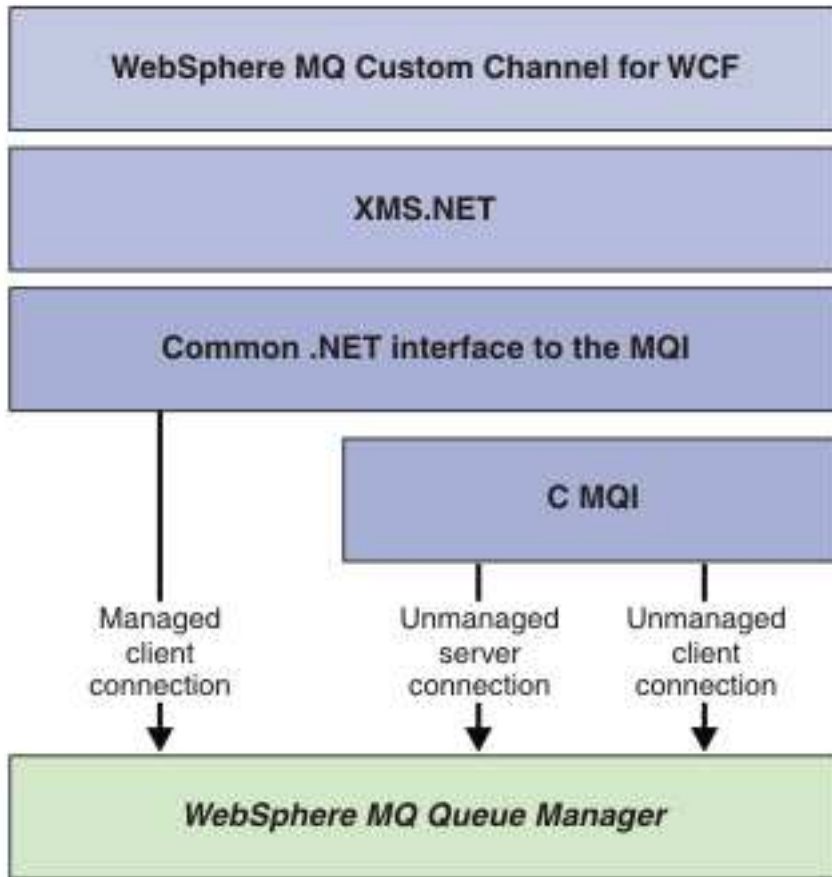 WebSphere MQ Custom Channel for WCF
XMS.NET
Common .NET interface to the MQI
C MQI
Managed
client
connection
Unmanaged
server
connection
Unmanaged
client
connection
WebSphere MQ Queue Manager